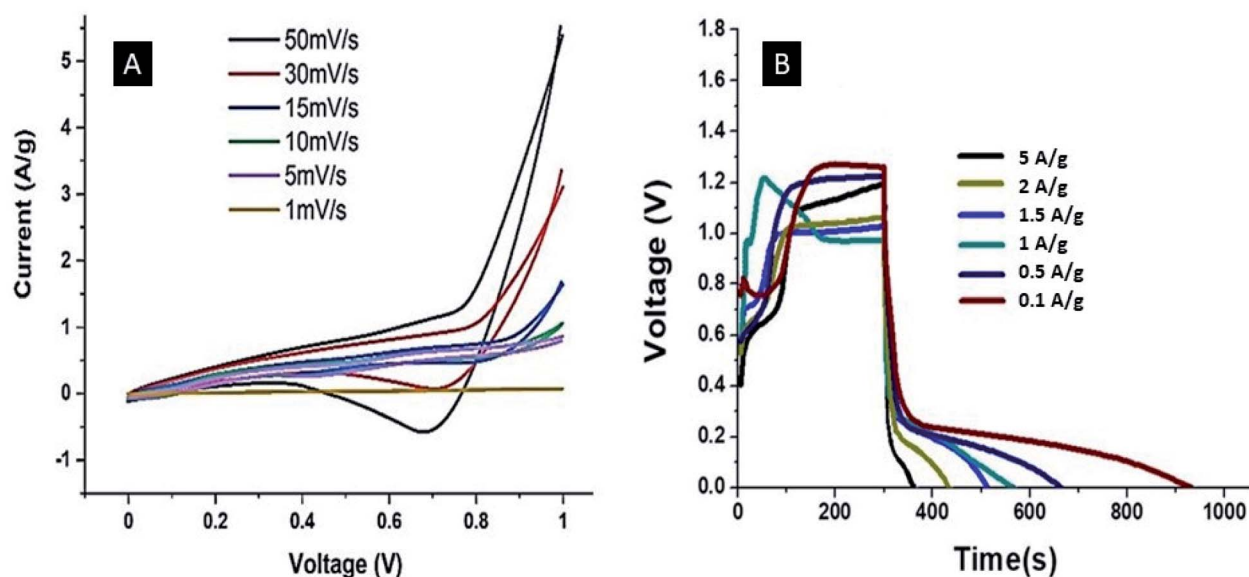 A
50mV/s
30mV/s
15mV/s
10mV/s
5mV/s
1mV/s
Current (A/g)
5
4
3
2
1
0
-1
0
0.2
0.4
0.6
0.8
1
Voltage (V)
B
5 A/g
2 A/g
1.5 A/g
1 A/g
0.5 A/g
0.1 A/g
Voltage (V)
1.8
1.6
1.4
1.2
1.0
0.8
0.6
0.4
0.2
0.0
0
200
400
600
800
1000
Time(s)